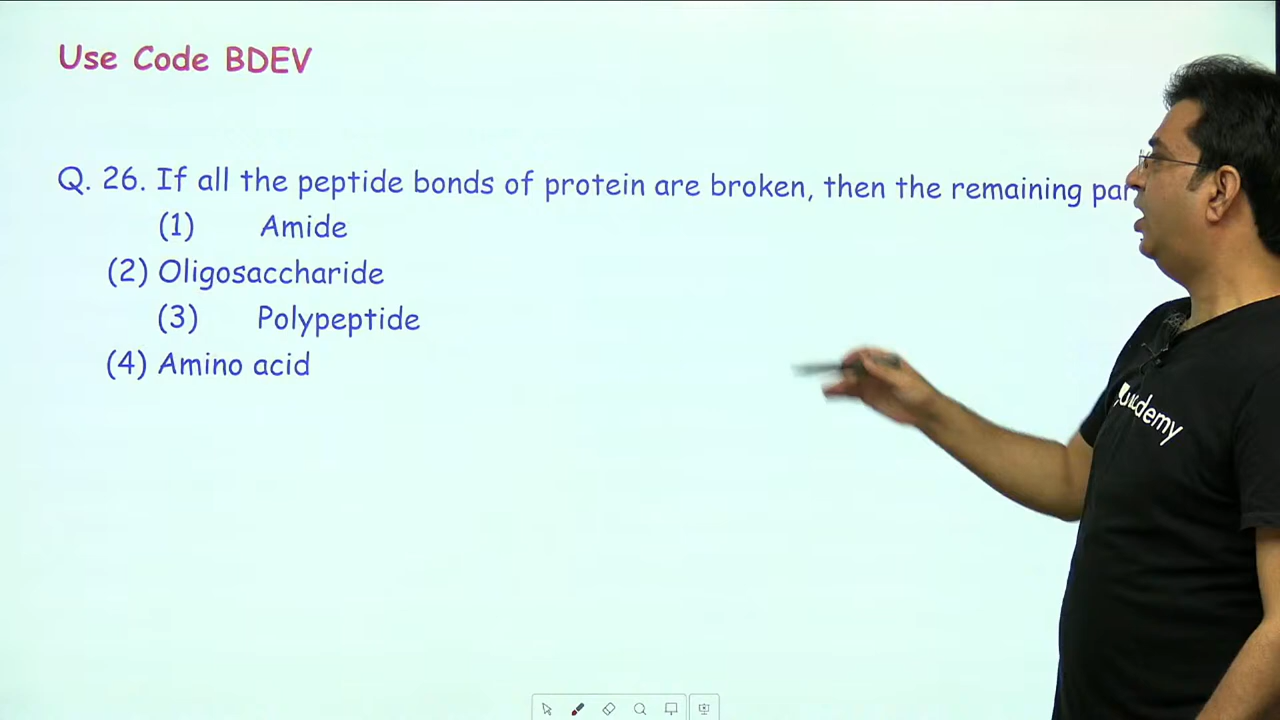 Use Code BDEV
Q. 26. If all the peptide bonds of protein are broken, then the remaining
(1) Amide
(2) Oligosaccharide
(3) Polypeptide
(4) Amino acid